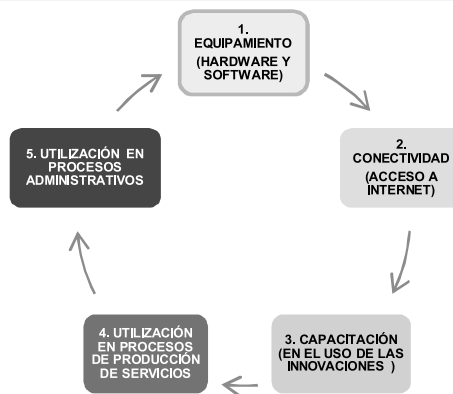 1.
EQUIPAMIENTO
(HARDWARE Y
SOFTWARE)
2.
CONECTIVIDAD
(ACCESO A
INTERNET)
3. CAPACITACIÓN
(EN EL USO DE LAS
INNOVACIONES )
4. UTILIZACIÓN
EN PROCESOS
DE PRODUCCIÓN
DE SERVICIOS
5. UTILIZACIÓN EN
PROCESOS
ADMINISTRATIVOS